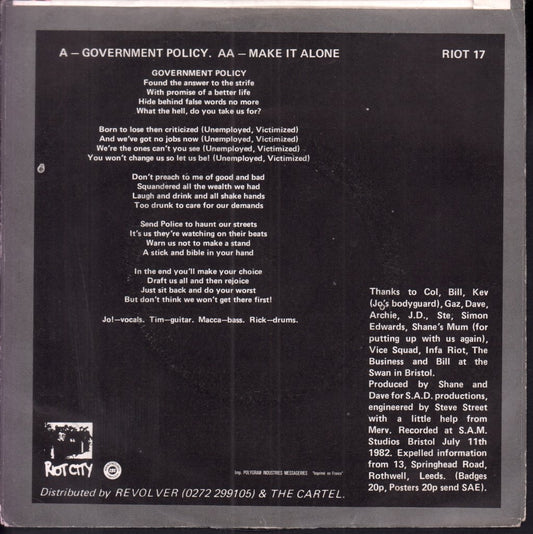 A – GOVERNMENT POLICY. AA – MAKE IT ALONE
RIOT 17
GOVERNMENT POLICY
Found the answer to the strife
With promise of a better life
Hide behind false words no more
What the hell, do you take us for?
Born to lose then criticized (Unemployed, Victimized)
And we've got no jobs now (Unemployed, Victimized)
We're the ones can't you see (Unemployed, Victimized)
You won't change us so let us be! (Unemployed, Victimized)
Don't preach to me of good and bad
Squandered all the wealth we had
Laugh and drink and all shake hands
Too drunk to care for our demands
Send Police to haunt our streets
It's us they're watching on their beats
Warn us not to make a stand
A stick and bible in your hand
In the end you'll make your choice
Draft us all and then rejoice
Just sit back and do your worst
But don't think we won't get there first!
Jo!–vocals. Tim–guitar. Macca–bass. Rick–drums.
Thanks to Col, Bill, Kev
(Jo's bodyguard), Gaz, Dave,
Archie, J.D., Ste, Simon
Edwards, Shane's Mum (for
putting up with us again),
Vice Squad, Infa Riot, The
Business and Bill at the
Swan in Bristol.
Produced by Shane and
Dave for S.A.D. productions,
engineered by Steve Street
with a little help from
Merv. Recorded at S.A.M.
Studios Bristol July 11th
1982. Expelled information
from 13, Springhead Road,
Rothwell, Leeds. (Badges
20p, Posters 20p send SAE).
RIOT CITY
Imp. POLYGRAM INDUSTRIES MESSAGERIES "Imprimé en France"
Distributed by REVOLVER (0272 299105) & THE CARTEL.